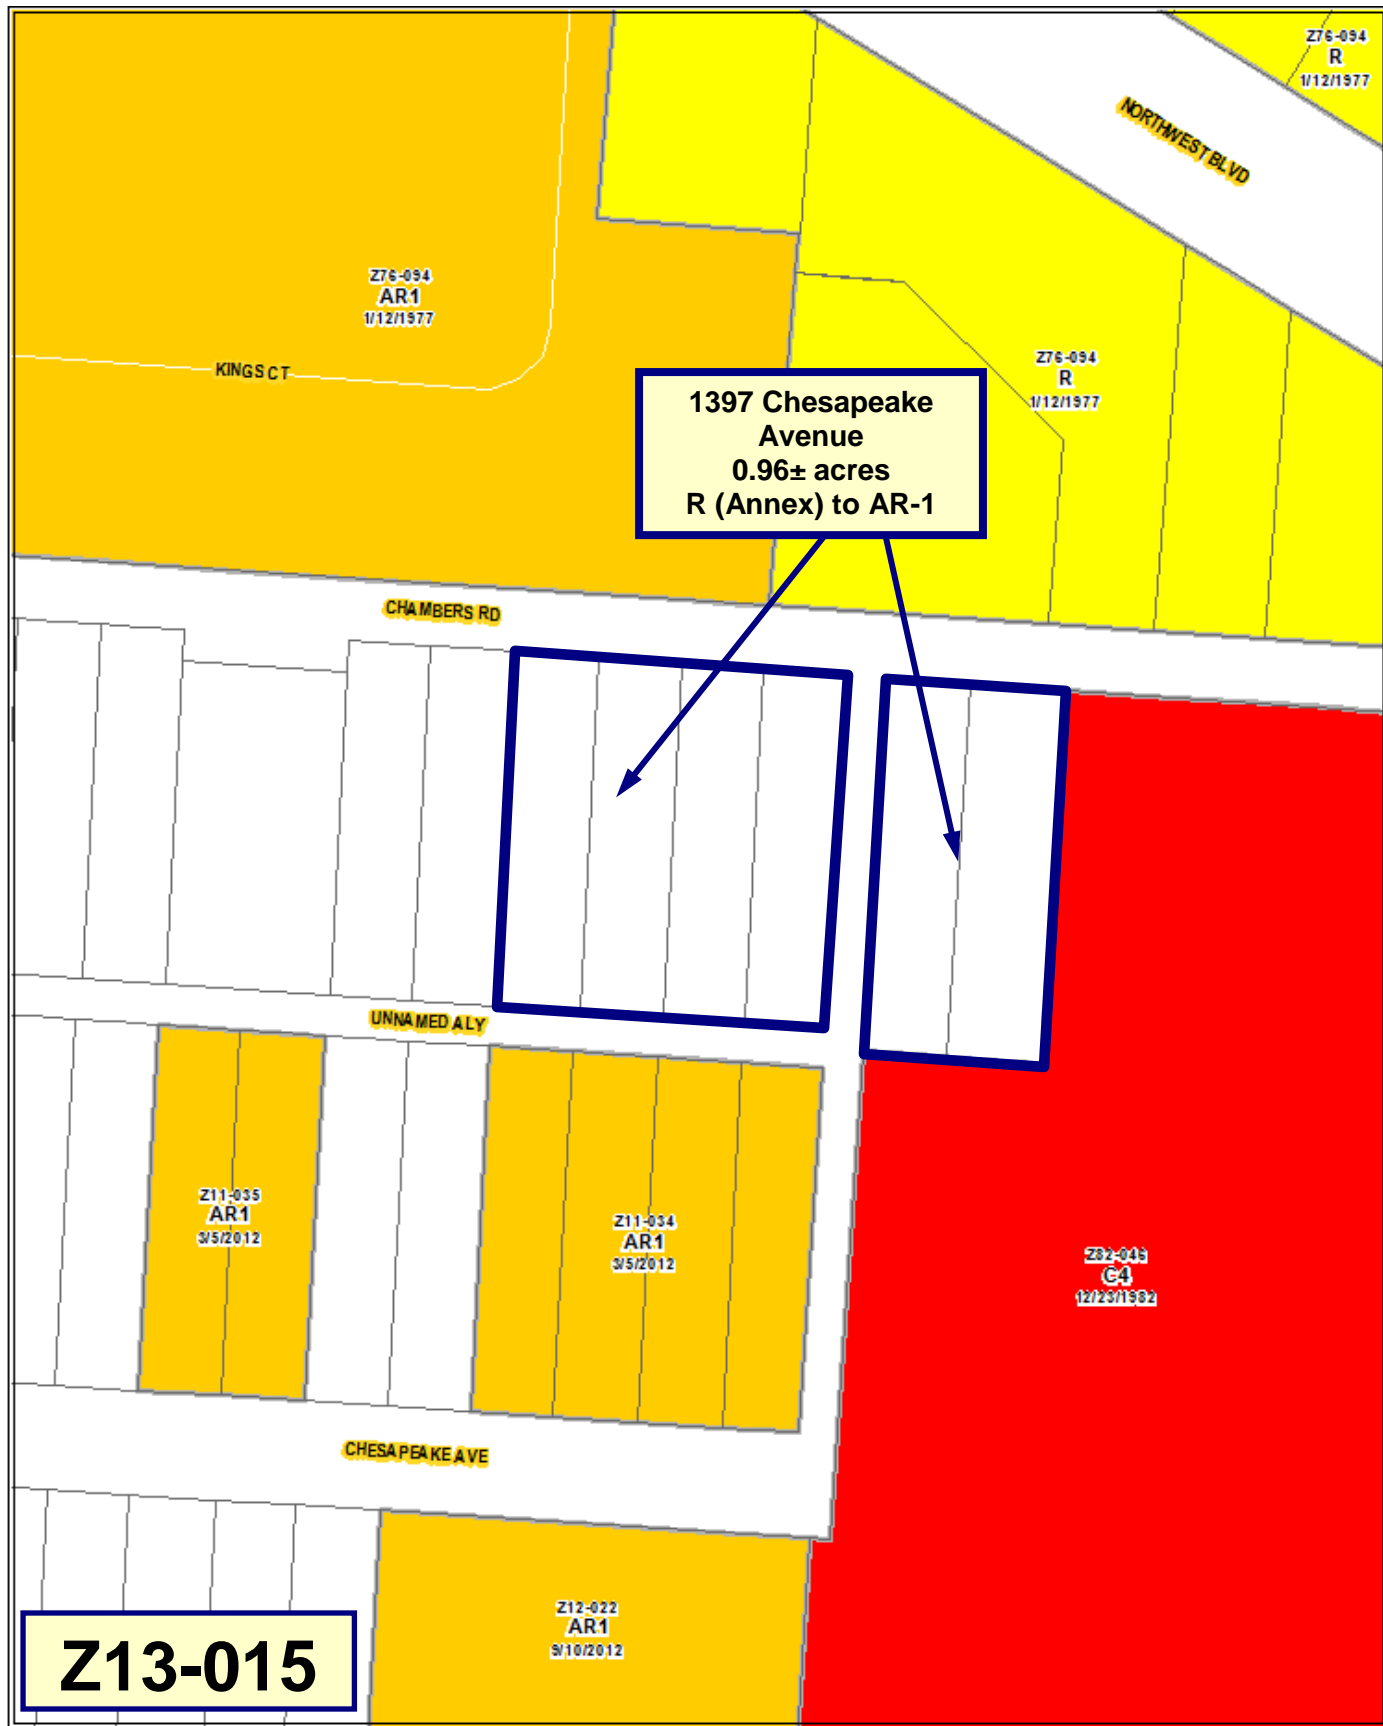 Z76-094
R
1/12/1977
NORTHWEST BLVD
Z76-094
AR1
1/12/1977
KINGS CT
Z76-094
R
1/12/1977
1397 Chesapeake
Avenue
0.96± acres
R (Annex) to AR-1
CHAMBERS RD
UNNAMED ALY
Z11-035
AR1
3/5/2012
Z11-034
AR1
3/5/2012
Z82-046
C4
12/23/1982
CHESAPEAKE AVE
Z12-022
AR1
9/10/2012
Z13-015